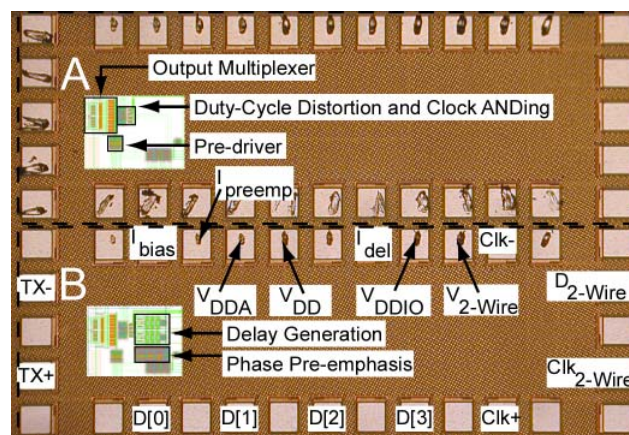 A
Output Multiplexer
Duty-Cycle Distortion and Clock ANDing
Pre-driver
I preemp
I bias
I del
Clk-
TX-
B
V DDA
V DD
V DDIO
V 2-Wire
D 2-Wire
Delay Generation
Phase Pre-emphasis
TX+
Clk 2-Wire
D[0]
D[1]
D[2]
D[3]
Clk+